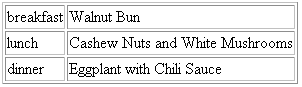 breakfast Walnut Bun
lunch Cashew Nuts and White Mushrooms
dinner Eggplant with Chili Sauce